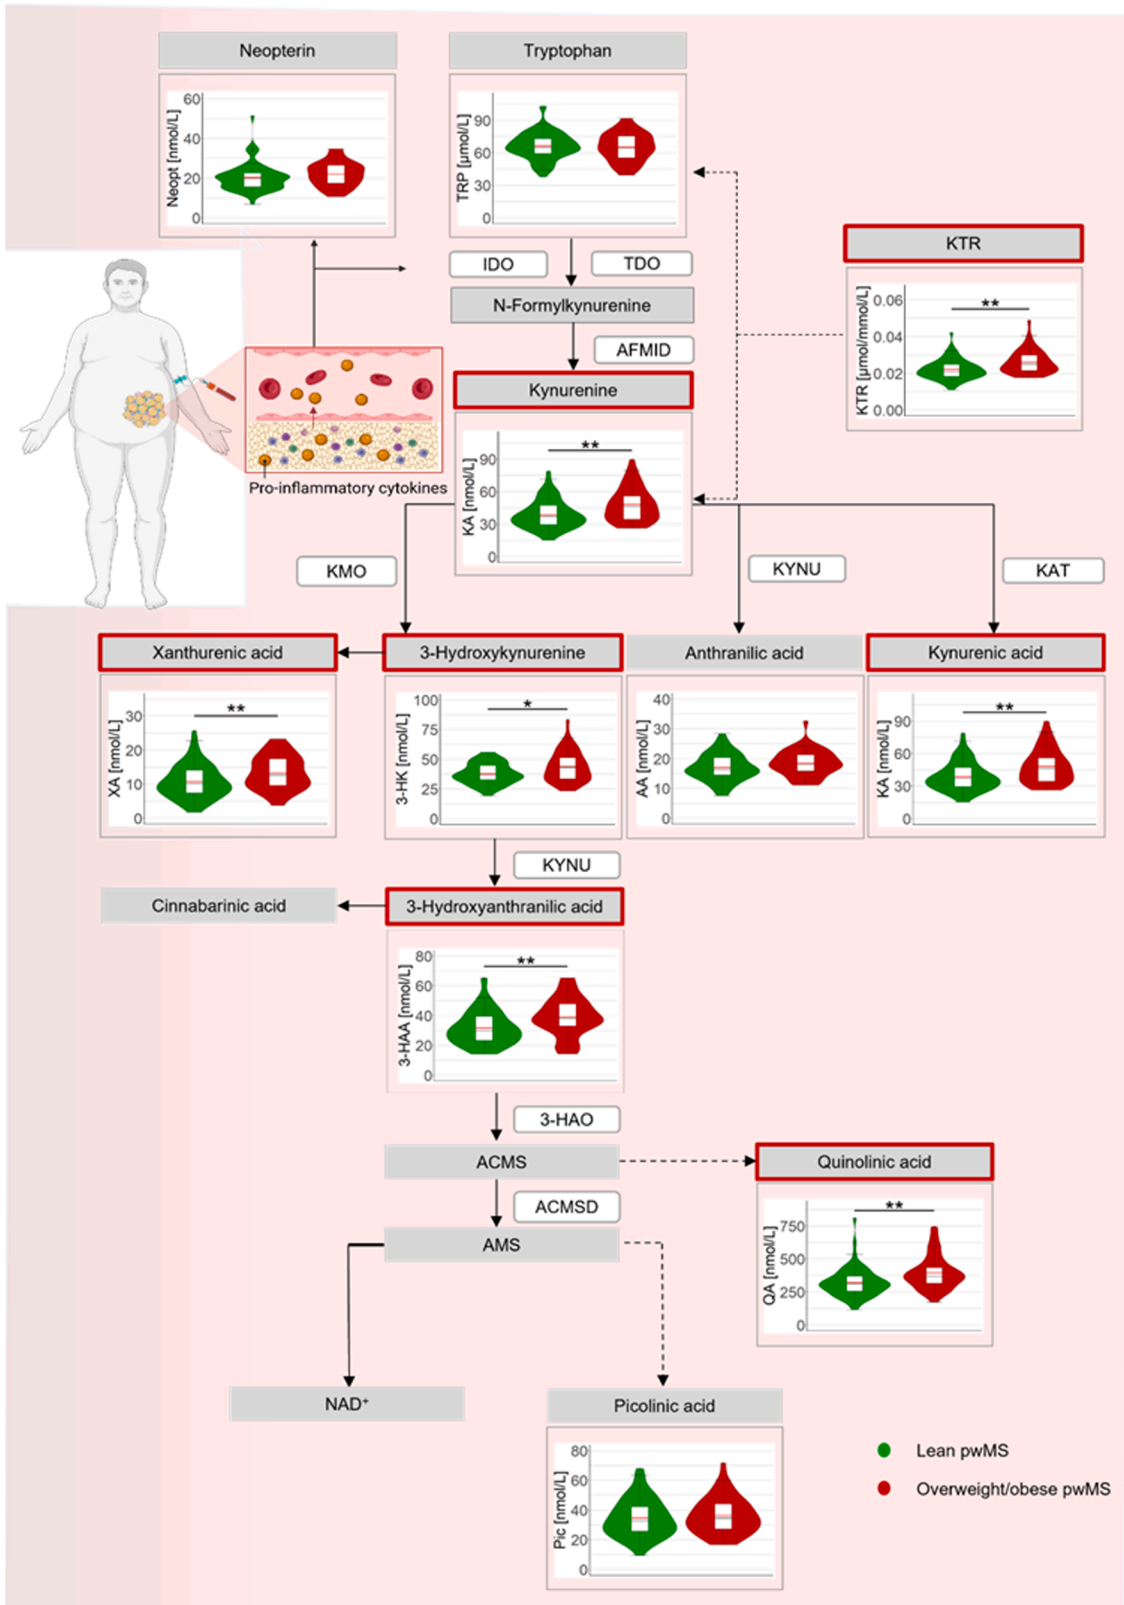 Neopterin
Tryptophan
Neopt [nmol/L]
60
40
20
0
TRP [µmol/L]
90
60
30
0
KTR
KTR [µmol/mmol/L]
0.06
0.04
0.02
0.00
**
IDO
TDO
N-Formylkynurenine
AFMID
Kynurenine
KA [nmol/L]
90
60
30
0
**
Pro-inflammatory cytokines
KMO
KYNU
KAT
Xanthurenic acid
3-Hydroxykynurenine
Anthranilic acid
Kynurenic acid
XA [nmol/L]
30
20
10
0
**
3-HK [nmol/L]
100
75
50
25
0
*
AA [nmol/L]
40
30
20
10
0
KA [nmol/L]
90
60
30
0
**
KYNU
Cinnabarinic acid
3-Hydroxyanthranilic acid
3-HAA [nmol/L]
80
60
40
20
0
**
3-HAO
ACMS
Quinolinic acid
ACMSD
AMS
QA [nmol/L]
750
500
250
0
**
NAD⁺
Picolinic acid
Pic [nmol/L]
80
60
40
20
0
Lean pwMS
Overweight/obese pwMS